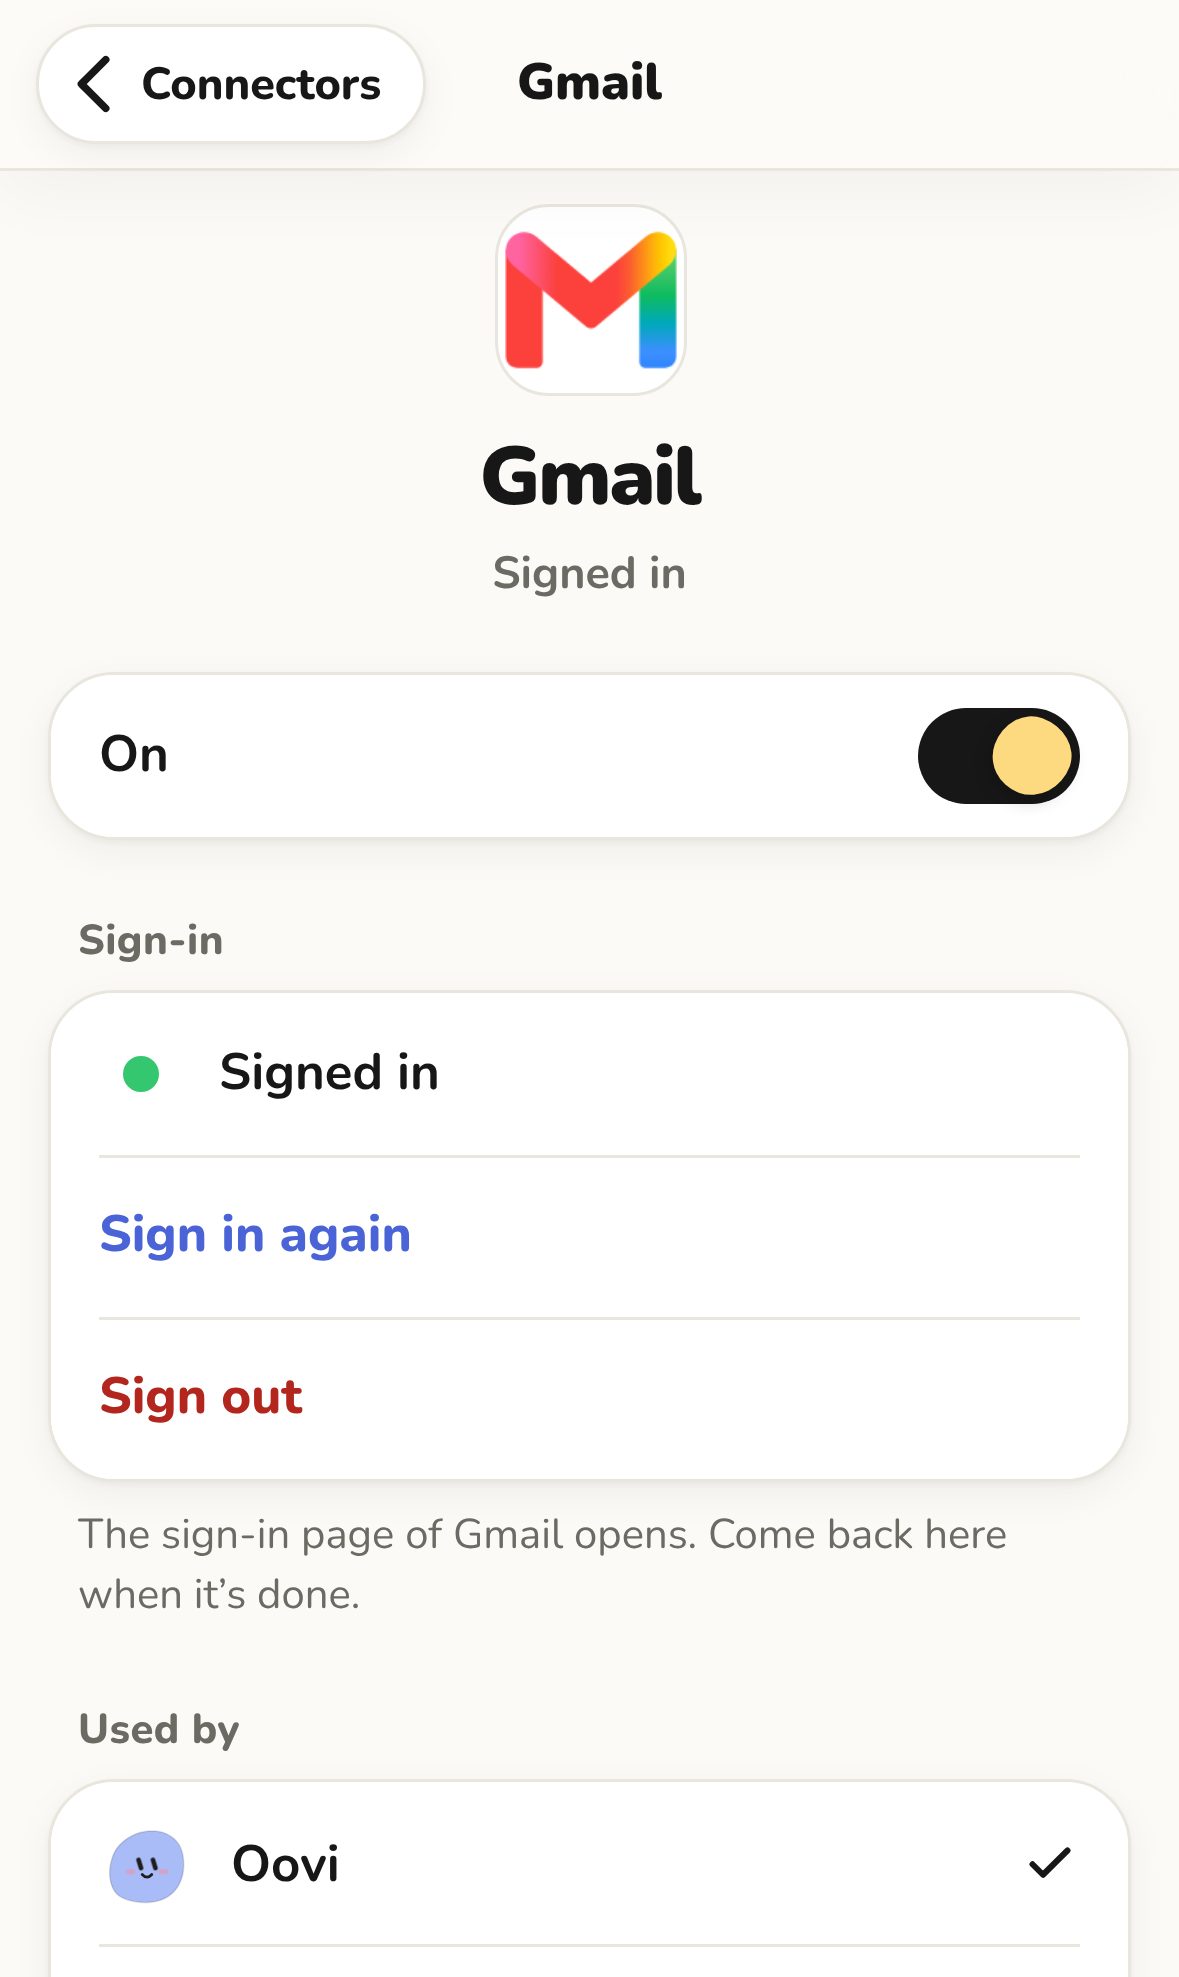 Connectors
Gmail
Gmail
Signed in
On
Sign-in
Signed in
Sign in again
Sign out
The sign-in page of Gmail opens. Come back here
when it’s done.
Used by
Oovi